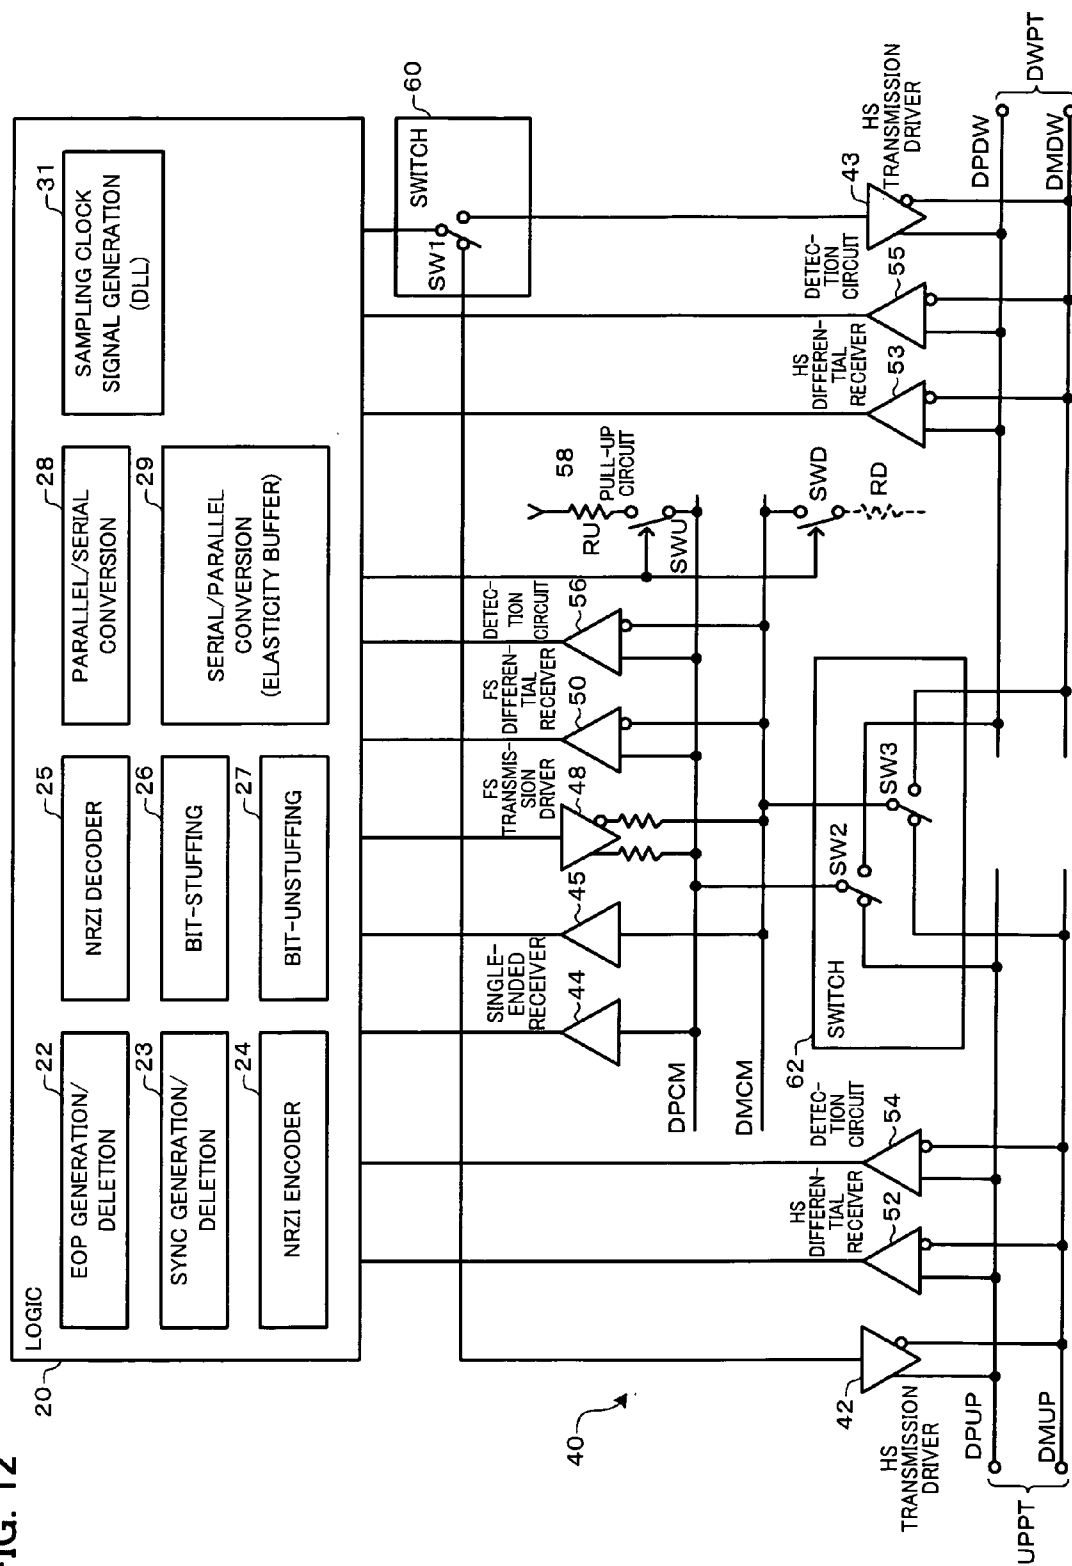 FIG. 12
20
LOGIC
22
EOP GENERATION/
DELETION
23
SYNC GENERATION/
DELETION
24
NRZI ENCODER
25
NRZI DECODER
26
BIT-STUFFING
27
BIT-UNSTUFFING
28
PARALLEL/SERIAL
CONVERSION
29
SERIAL/PARALLEL
CONVERSION
(ELASTICITY BUFFER)
31
SAMPLING CLOCK
SIGNAL GENERATION
(DLL)
60
SWITCH
SW1
40
SINGLE-
ENDED
RECEIVER
44
45
FS
TRANSMIS-
SION
DRIVER
48
FS
DIFFEREN-
TIAL
RECEIVER
50
DETEC-
TION
CIRCUIT
56
58
PULL-UP
CIRCUIT
RU
SWU
SWD
RD
DPCM
DMCM
62
SWITCH
SW2
SW3
42
HS
TRANSMISSION
DRIVER
HS
DIFFEREN-
TIAL
RECEIVER
52
DETEC-
TION
CIRCUIT
54
HS
DIFFEREN-
TIAL
RECEIVER
53
DETEC-
TION
CIRCUIT
55
43
HS
TRANSMISSION
DRIVER
UPPT
DPUP
DMUP
DPDW
DMDW
DWPT